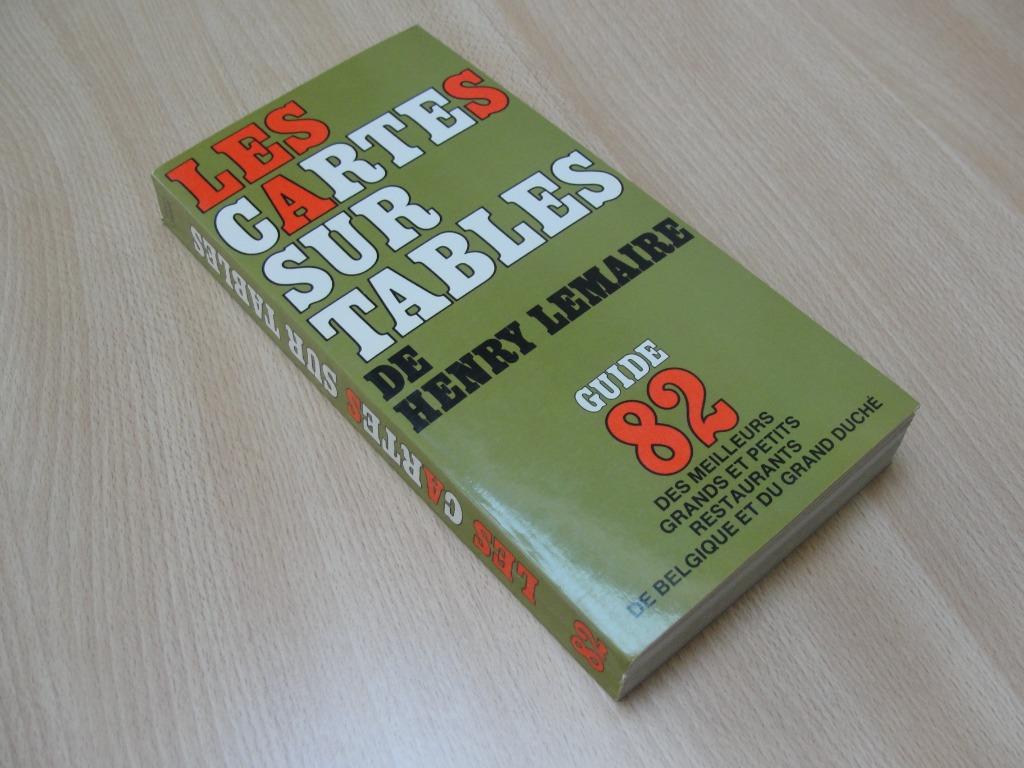 LES
CARTES
SUR
TABLES
DE
HENRY LEMAIRE
GUIDE
82
DES MEILLEURS
GRANDS ET PETITS
RESTAURANTS
DE BELGIQUE ET DU GRAND DUCHÉ
LES CARTES SUR TABLES
82